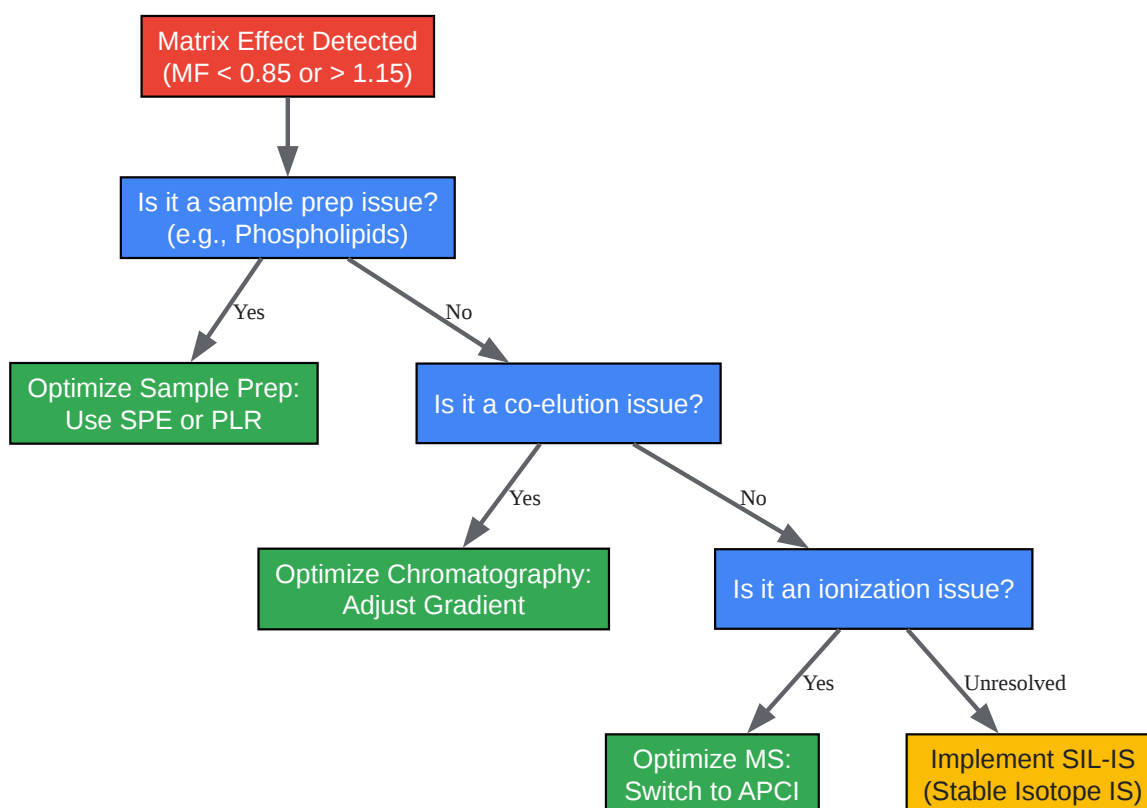 Matrix Effect Detected
(MF < 0.85 or > 1.15)
Is it a sample prep issue?
(e.g., Phospholipids)
Yes
No
Optimize Sample Prep:
Use SPE or PLR
Is it a co-elution issue?
Yes
No
Optimize Chromatography:
Adjust Gradient
Is it an ionization issue?
Yes
Unresolved
Optimize MS:
Switch to APCI
Implement SIL-IS
(Stable Isotope IS)